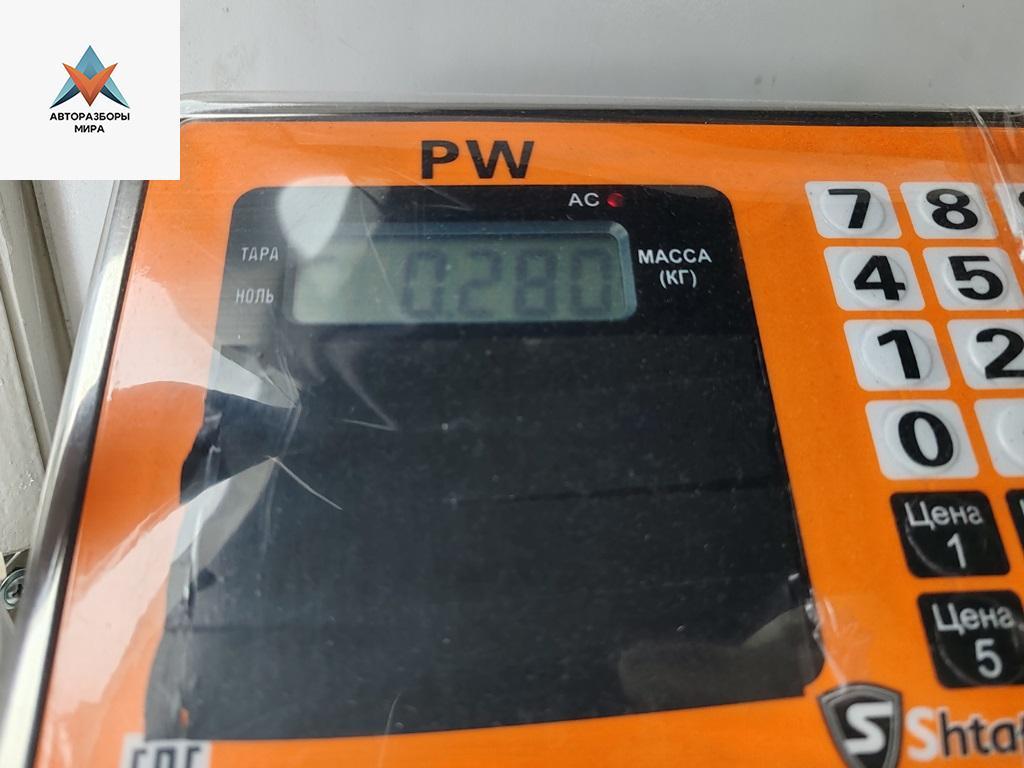 АВТОРАЗБОРЫ
МИРА
PW
AC
ТАРА
НОЛЬ
0.280
МАССА
(КГ)
7 8
4 5
1 2
0
Цена
1
Цена
5
S